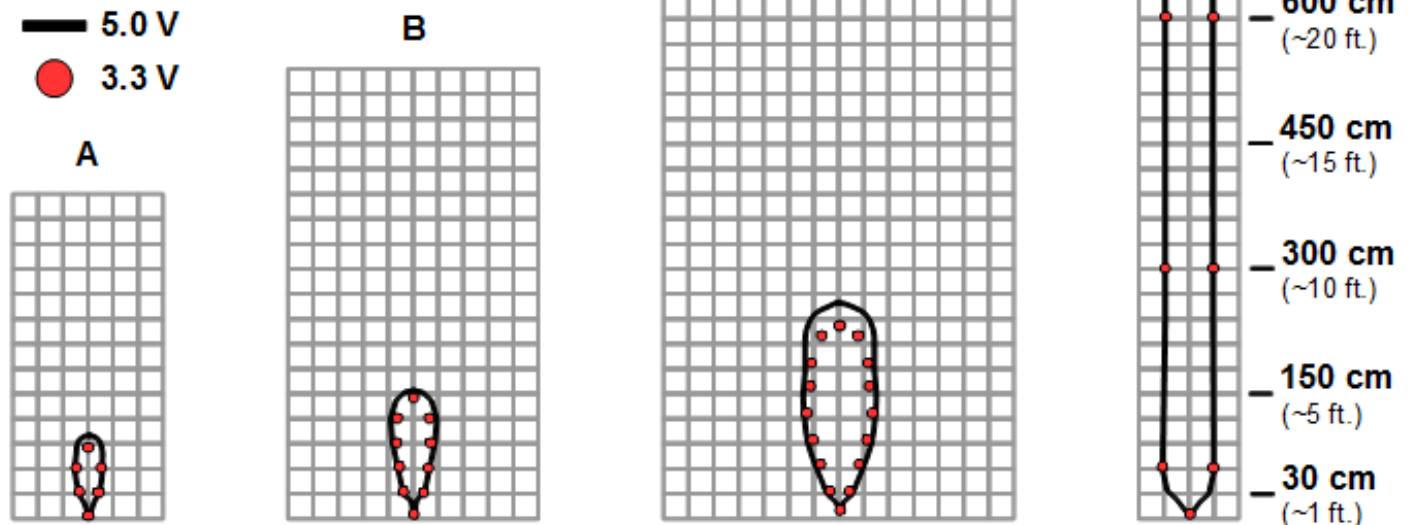 5.0 V
3.3 V
A
B
600 cm
(~20 ft.)
450 cm
(~15 ft.)
300 cm
(~10 ft.)
150 cm
(~5 ft.)
30 cm
(~1 ft.)